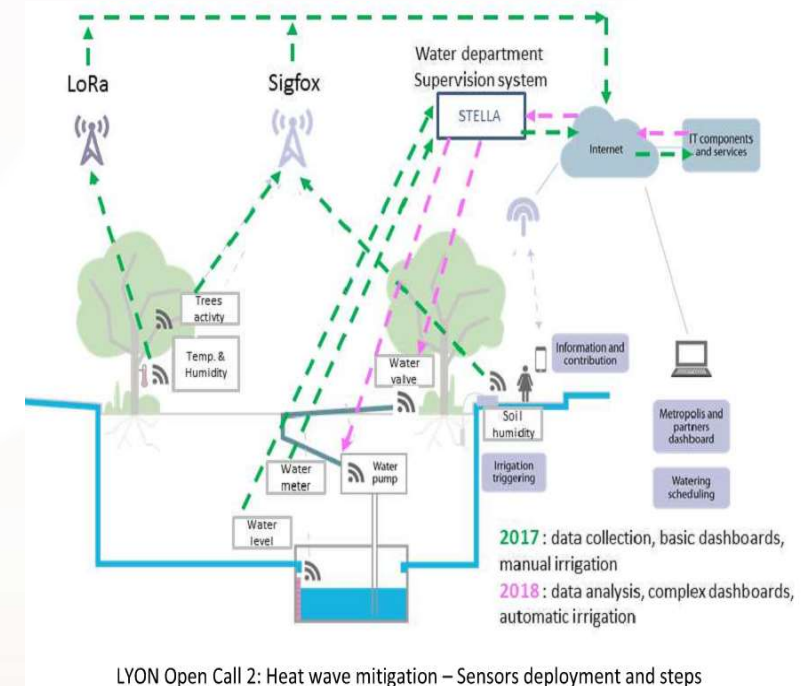 Water department
Supervision system
LoRa
Sigfox
STELLA
Internet
IT components
and services
Trees
activty
Temp. &
Humidity
Water
valve
Information and
contribution
Soil
humidity
Metropolis and
partners
dashboard
Water
meter
Water
pump
Irrigation
triggering
Watering
scheduling
Water
level
2017 : data collection, basic dashboards,
manual irrigation
2018 : data analysis, complex dashboards,
automatic irrigation
LYON Open Call 2: Heat wave mitigation – Sensors deployment and steps